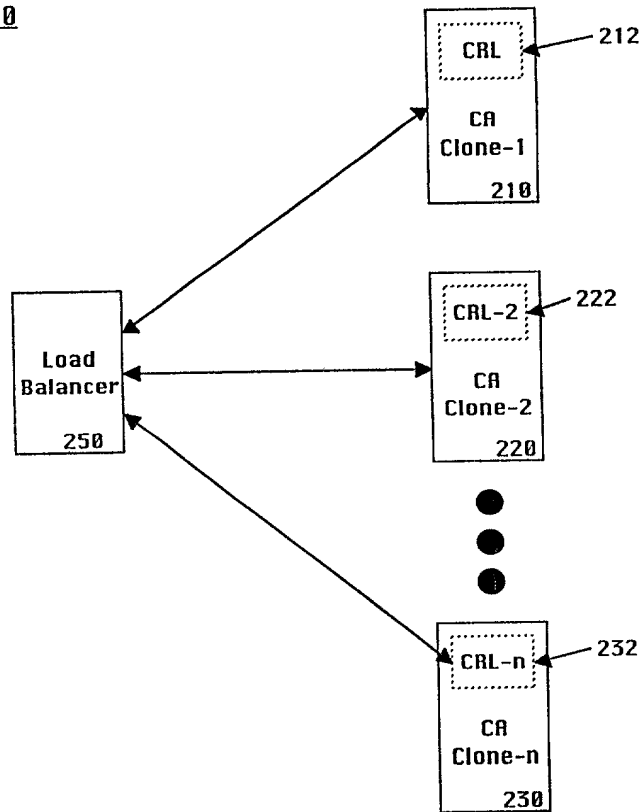 0
CRL
212
CA
Clone-1
210
CRL-2
222
CA
Clone-2
220
Load
Balancer
250
CRL-n
232
CA
Clone-n
230